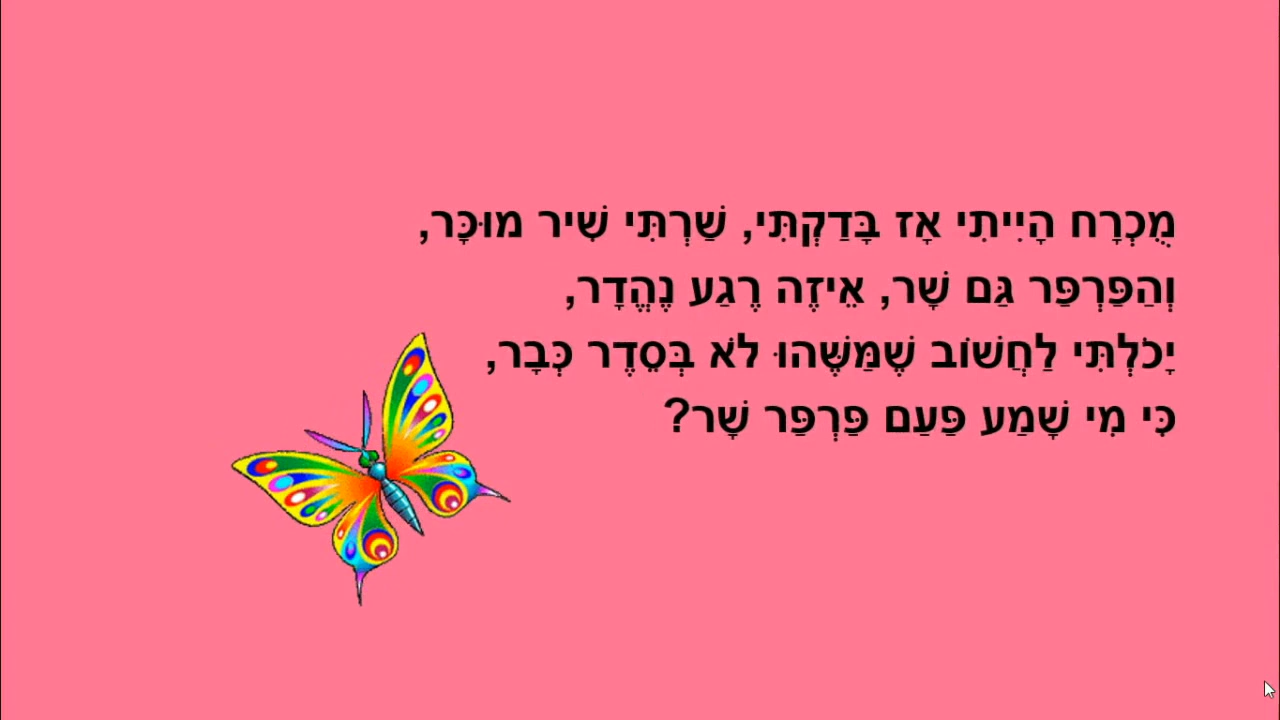 מֻכְרָח הָיִיתִי אָז בָּדַקְתִּי, שַׁרְתִּי שִׁיר מוּכָּר,
וְהַפַּרְפַּר גַּם שָׁר, אֵיזֶה רֶגַע נֶהֱדָר,
יָכֹלְתִּי לַחֲשׁוֹב שֶׁמַּשֶּׁהוּ לֹא בְּסֵדֶר כְּבָר,
כִּי מִי שָׁמַע פַּעַם פַּרְפַּר שָׁר?